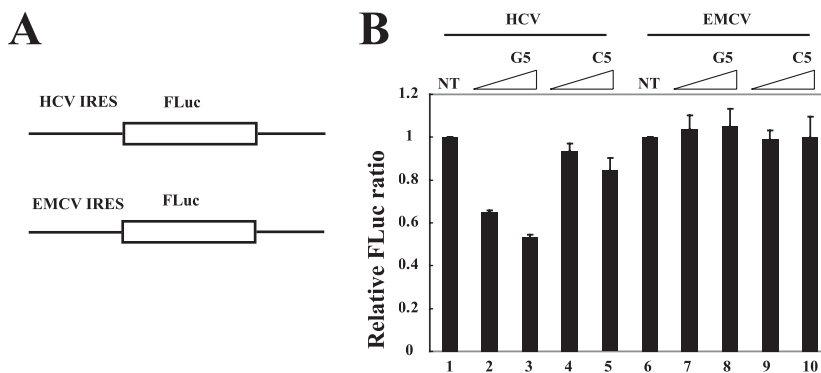 A
HCV IRES FLuc
EMCV IRES FLuc
B
HCV EMCV
G5 C5 G5 C5
NT NT
Relative FLuc ratio
1.2
1
0.8
0.6
0.4
0.2
0
1 2 3 4 5 6 7 8 9 10